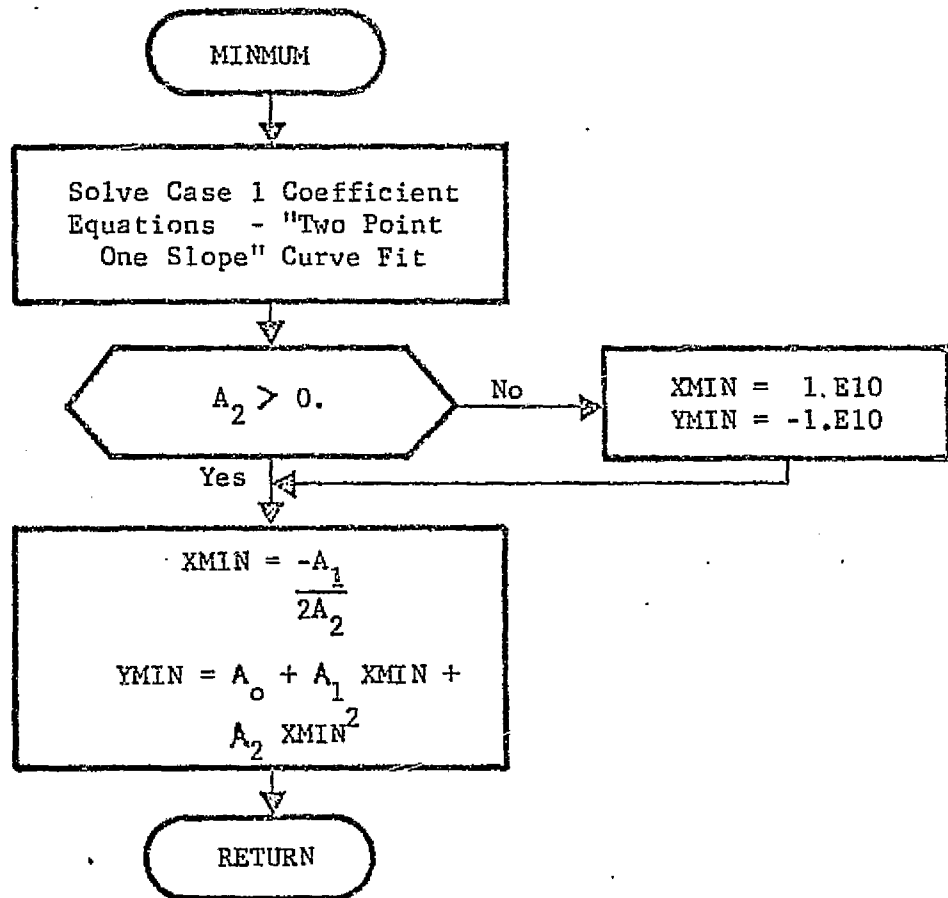 MINMUM
Solve Case 1 Coefficient
Equations - "Two Point
One Slope" Curve Fit
A2 > 0.
No
XMIN = 1.E10
YMIN = -1.E10
Yes
XMIN = -A1
2A2
YMIN = Ao + A1 XMIN +
A2 XMIN2
RETURN